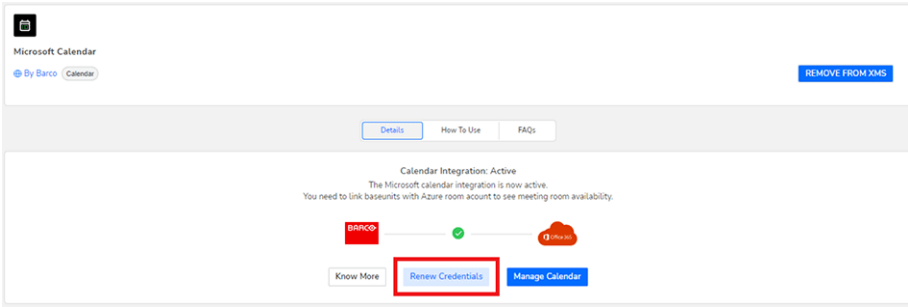 Microsoft Calendar
By Barco Calendar
REMOVE FROM XMS
Details How To Use FAQs
Calendar Integration: Active
The Microsoft calendar integration is now active.
You need to link baseunits with Azure room acount to see meeting room availability.
BARCO Office 365
Know More Renew Credentials Manage Calendar